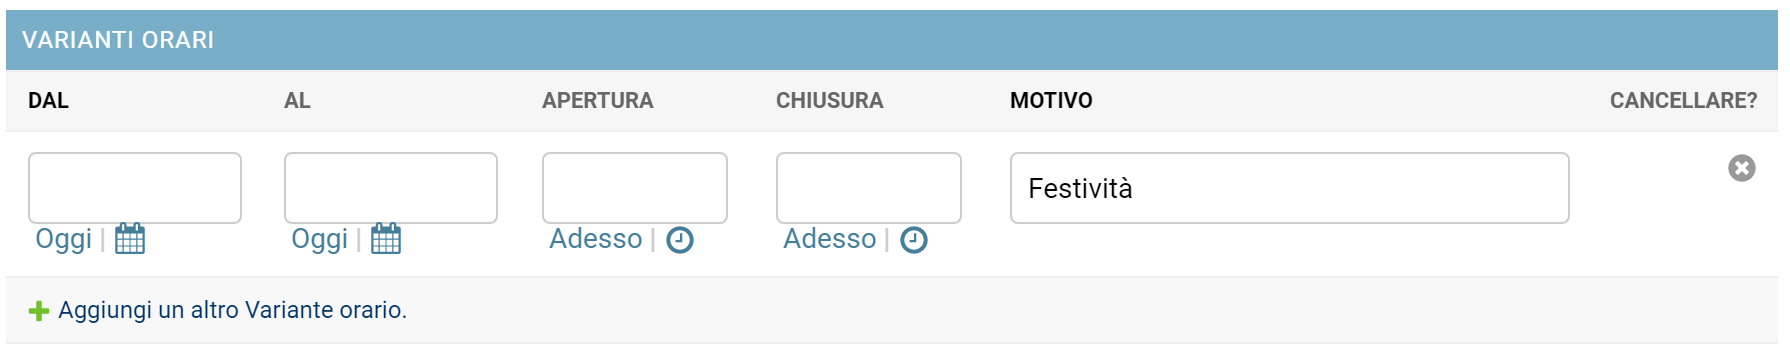 VARIANTI ORARI
DAL AL APERTURA CHIUSURA MOTIVO CANCELLARE?
Festività
Oggi | Oggi | Adesso | Adesso |
Aggiungi un altro Variante orario.